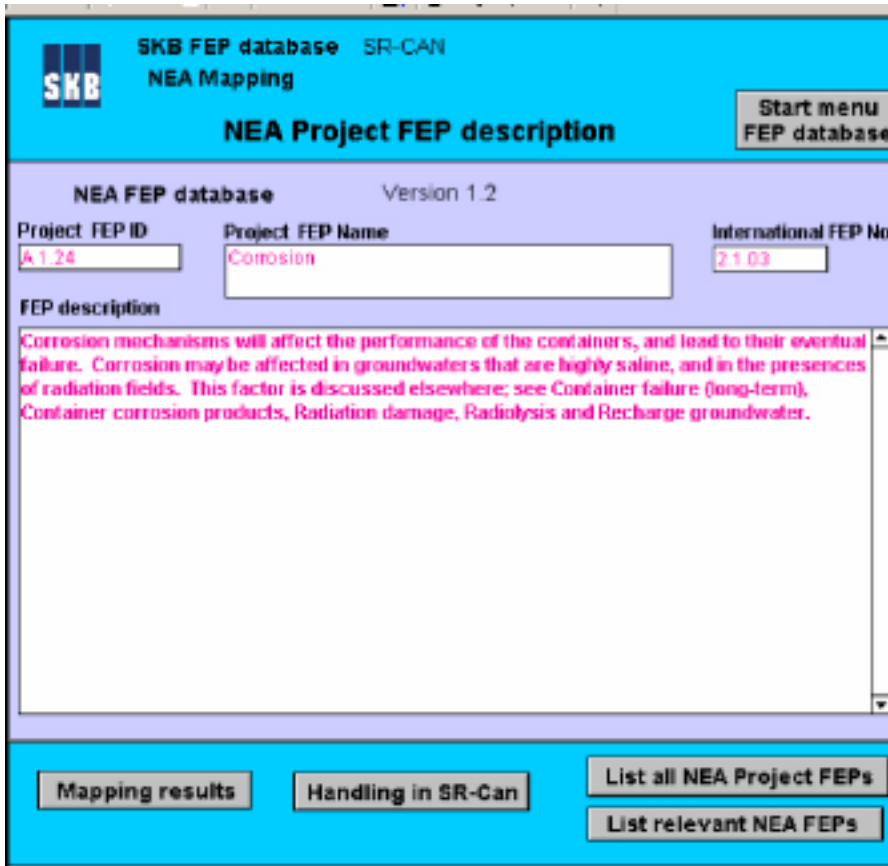 SKB
SKB FEP database SR-CAN
NEA Mapping
NEA Project FEP description
Start menu
FEP database
NEA FEP database Version 1.2
Project FEP ID Project FEP Name International FEP No
A 1.24 Corrosion 2.1.03
FEP description
Corrosion mechanisms will affect the performance of the containers, and lead to their eventual
failure. Corrosion may be affected in groundwaters that are highly saline, and in the presences
of radiation fields. This factor is discussed elsewhere; see Container failure (long-term),
Container corrosion products, Radiation damage, Radiolysis and Recharge groundwater.
Mapping results Handling in SR-Can List all NEA Project FEPs
List relevant NEA FEPs